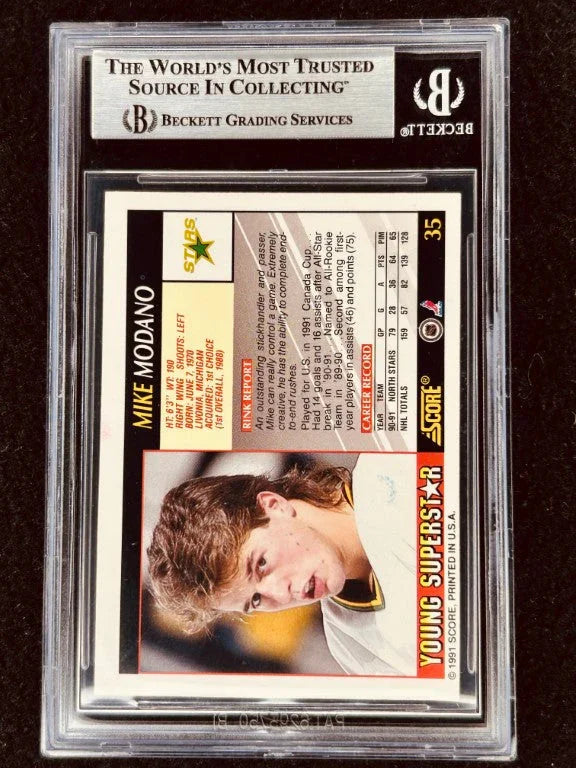 THE WORLD'S MOST TRUSTED
SOURCE IN COLLECTING™
BECKETT GRADING SERVICES
B
BECKETT®
MIKE MODANO
HT: 6'3" WT: 190
RIGHT WING SHOOTS: LEFT
BORN: JUNE 7, 1970
LIVONIA, MICHIGAN
ACQUIRED: 1ST CHOICE
(1ST OVERALL, 1988)
STARS
RINK REPORT
An outstanding stickhandler and passer,
Mike can really control a game. Extremely
creative, he has the ability to complete end-
to-end rushes.
Played for U.S. in 1991 Canada Cup . . .
Had 14 goals and 16 assists after All-Star
break in '90-91 . . . Named to All-Rookie
Team in '89-90 . . . Second among first-
year players in assists (46) and points (75).
CAREER RECORD
YEAR TEAM GP G A PTS PIM
90-91 NORTH STARS 79 28 36 64 65
NHL TOTALS 159 57 82 139 128
SCORE®
35
YOUNG SUPERSTAR
© 1991 SCORE, PRINTED IN U.S.A.